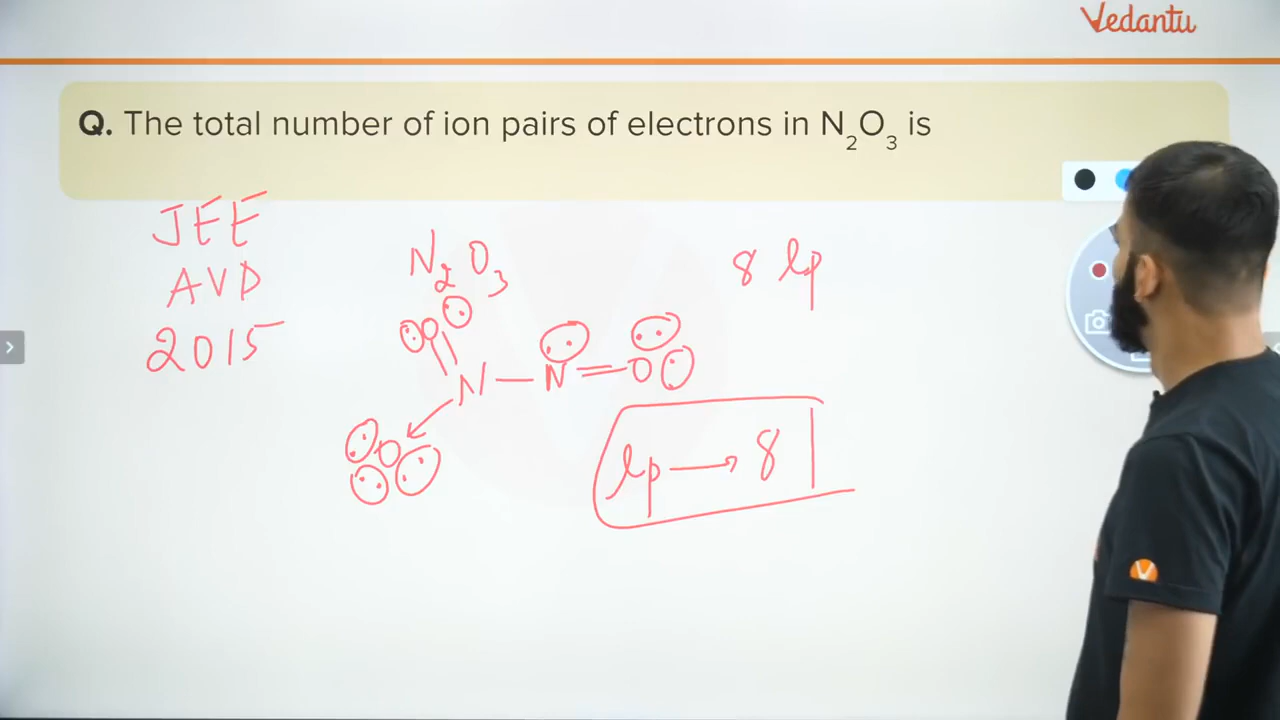 Vedantu
Q. The total number of ion pairs of electrons in N₂O₃ is
JEE
AVD
2015
N₂O₃
8 lp
O
N — N = O
O
lp → 8